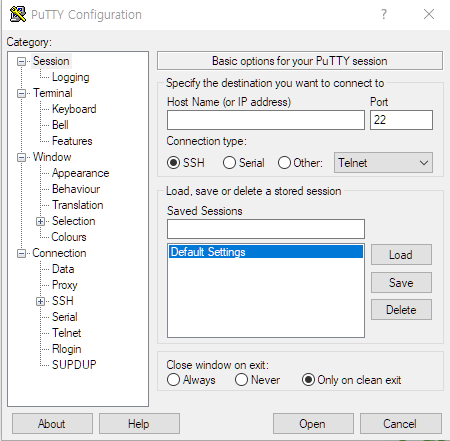 PuTTY Configuration
Category:
Session
Logging
Terminal
Keyboard
Bell
Features
Window
Appearance
Behaviour
Translation
Selection
Colours
Connection
Data
Proxy
SSH
Serial
Telnet
Rlogin
SUPDUP
Basic options for your PuTTY session
Specify the destination you want to connect to
Host Name (or IP address) Port
22
Connection type:
SSH Serial Other: Telnet
Load, save or delete a stored session
Saved Sessions
Default Settings
Load
Save
Delete
Close window on exit:
Always Never Only on clean exit
About Help Open Cancel